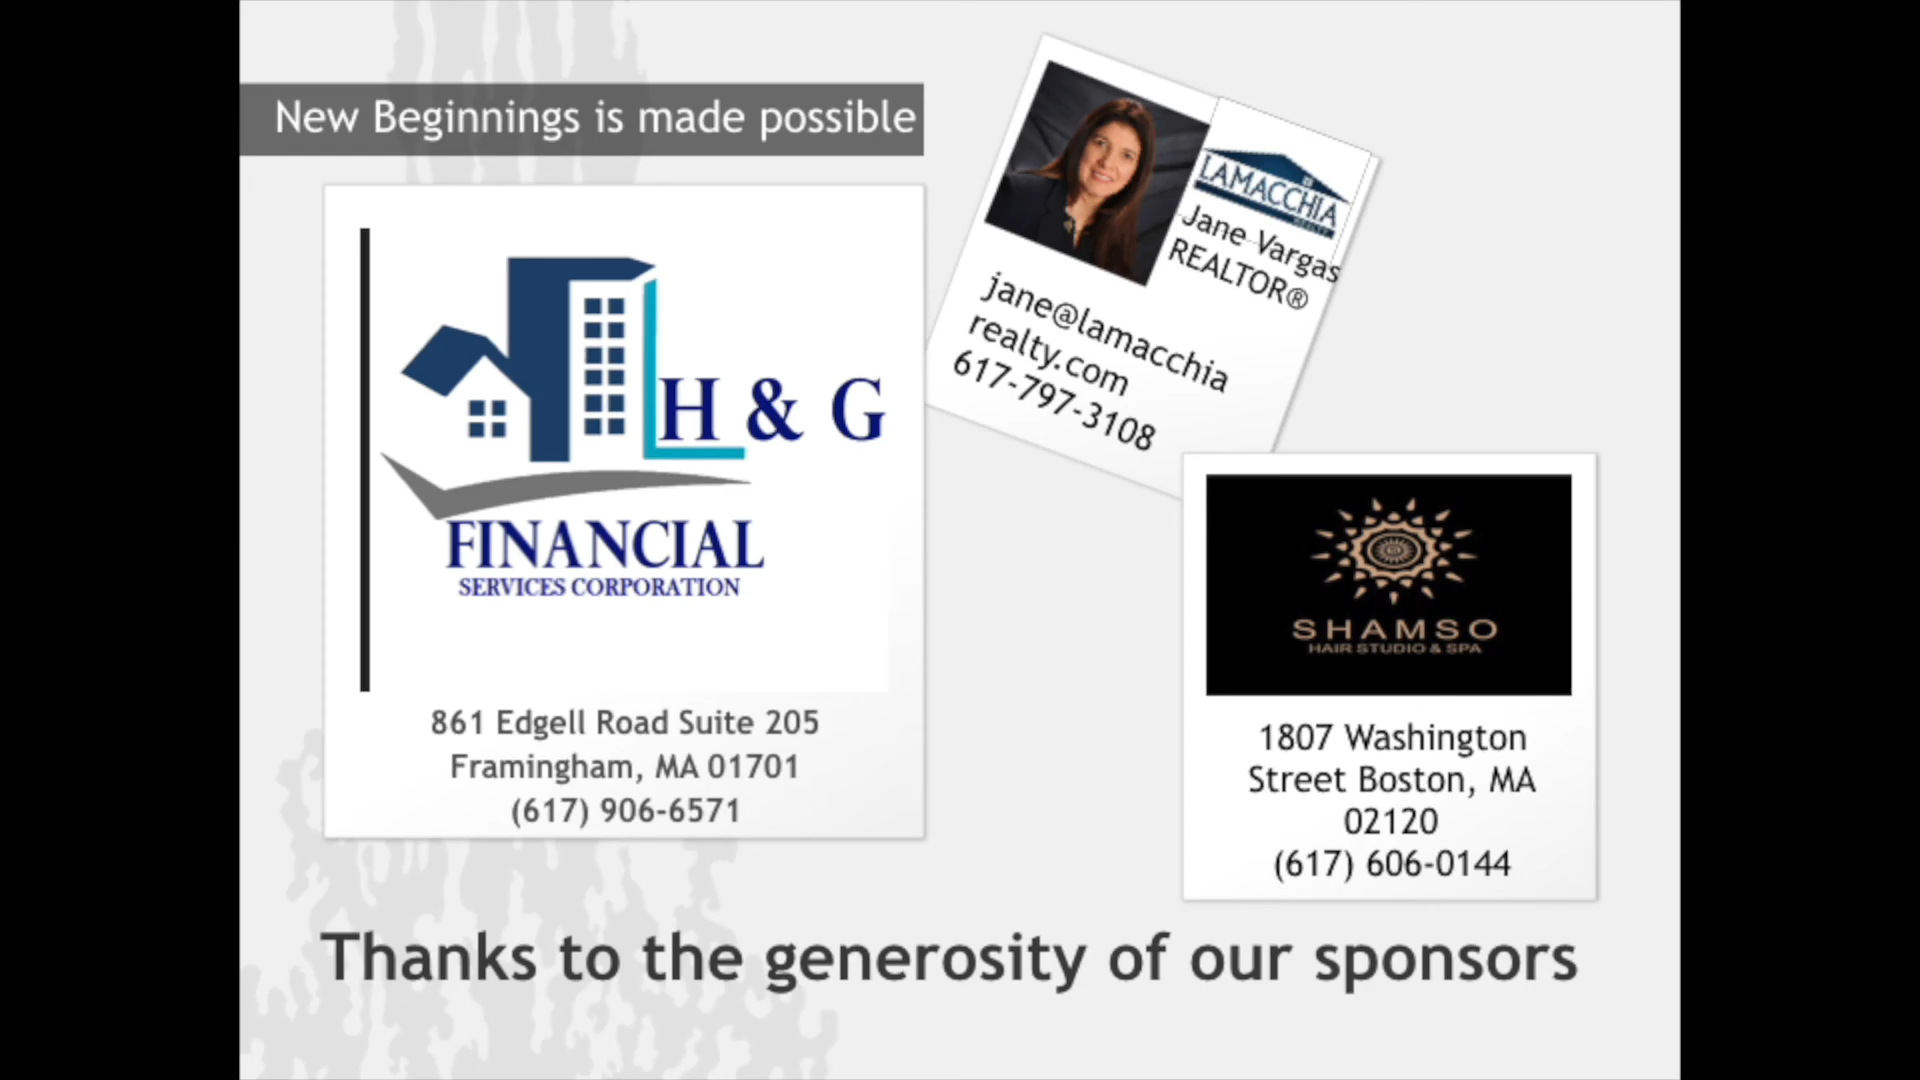 New Beginnings is made possible
H & G
FINANCIAL
SERVICES CORPORATION
861 Edgell Road Suite 205
Framingham, MA 01701
(617) 906-6571
LAMACCHIA
REALTY
Jane Vargas
REALTOR®
jane@lamacchia
realty.com
617-797-3108
SHAMSO
HAIR STUDIO & SPA
1807 Washington
Street Boston, MA
02120
(617) 606-0144
Thanks to the generosity of our sponsors